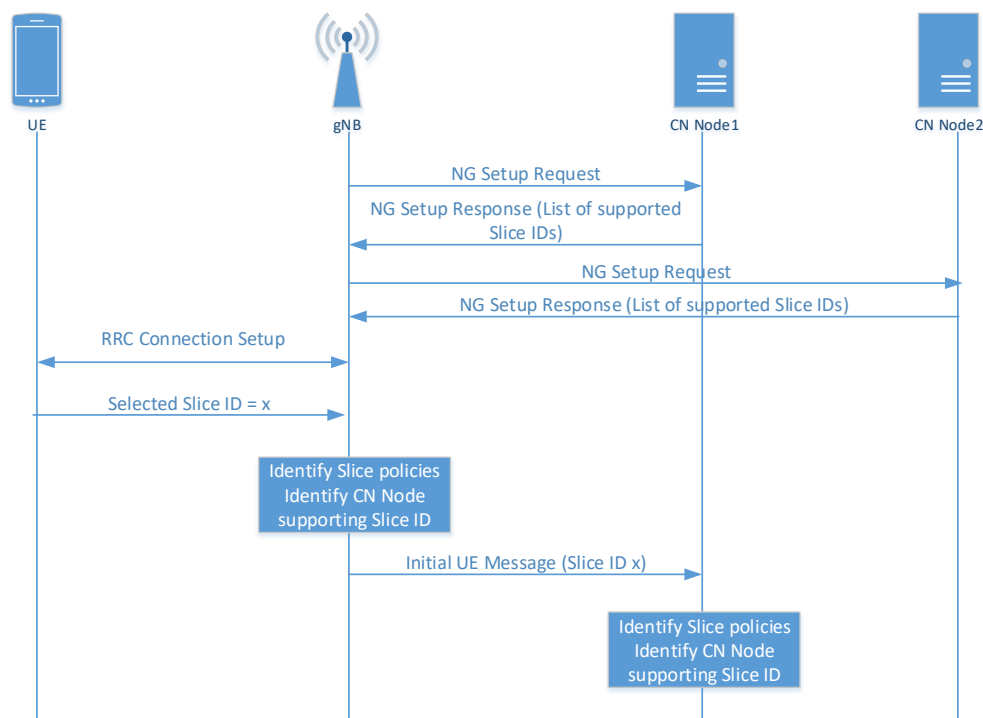 UE
gNB
CN Node1
CN Node2
NG Setup Request
NG Setup Response (List of supported
Slice IDs)
NG Setup Request
NG Setup Response (List of supported Slice IDs)
RRC Connection Setup
Selected Slice ID = x
Identify Slice policies
Identify CN Node
supporting Slice ID
Initial UE Message (Slice ID x)
Identify Slice policies
Identify CN Node
supporting Slice ID